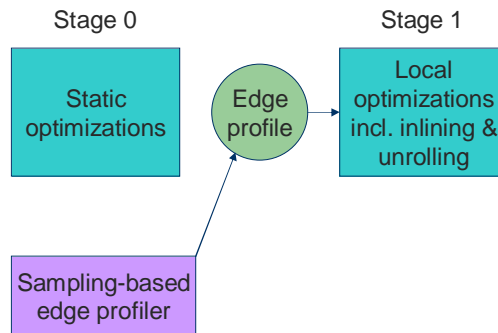 Stage 0
Stage 1
Static
optimizations
Edge
profile
Local
optimizations
incl. inlining &
unrolling
Sampling-based
edge profiler